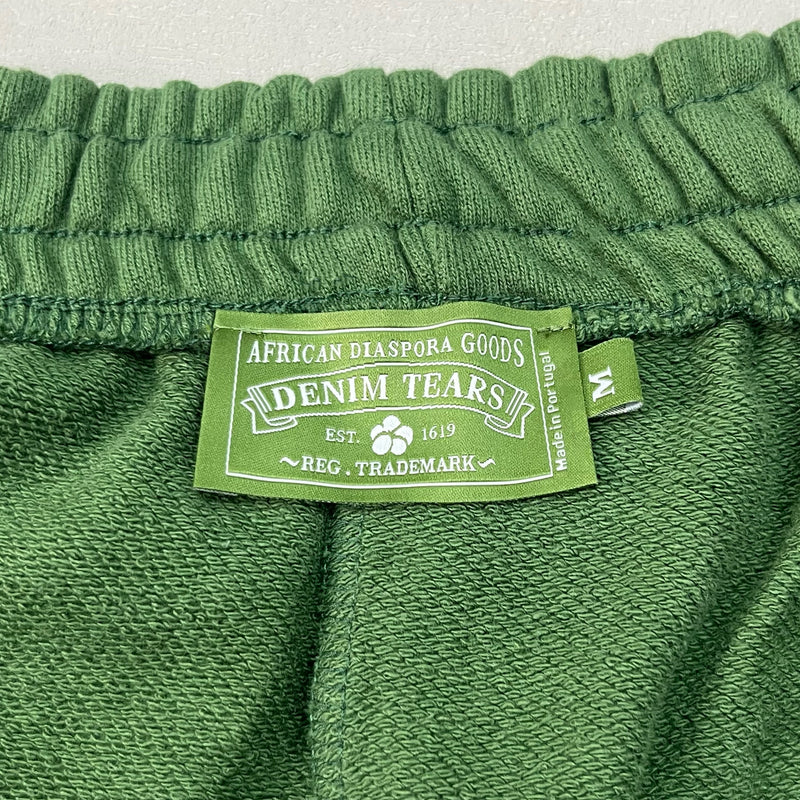 AFRICAN DIASPORA GOODS
DENIM TEARS
EST. 1619
~REG. TRADEMARK~
Made in Portugal
M